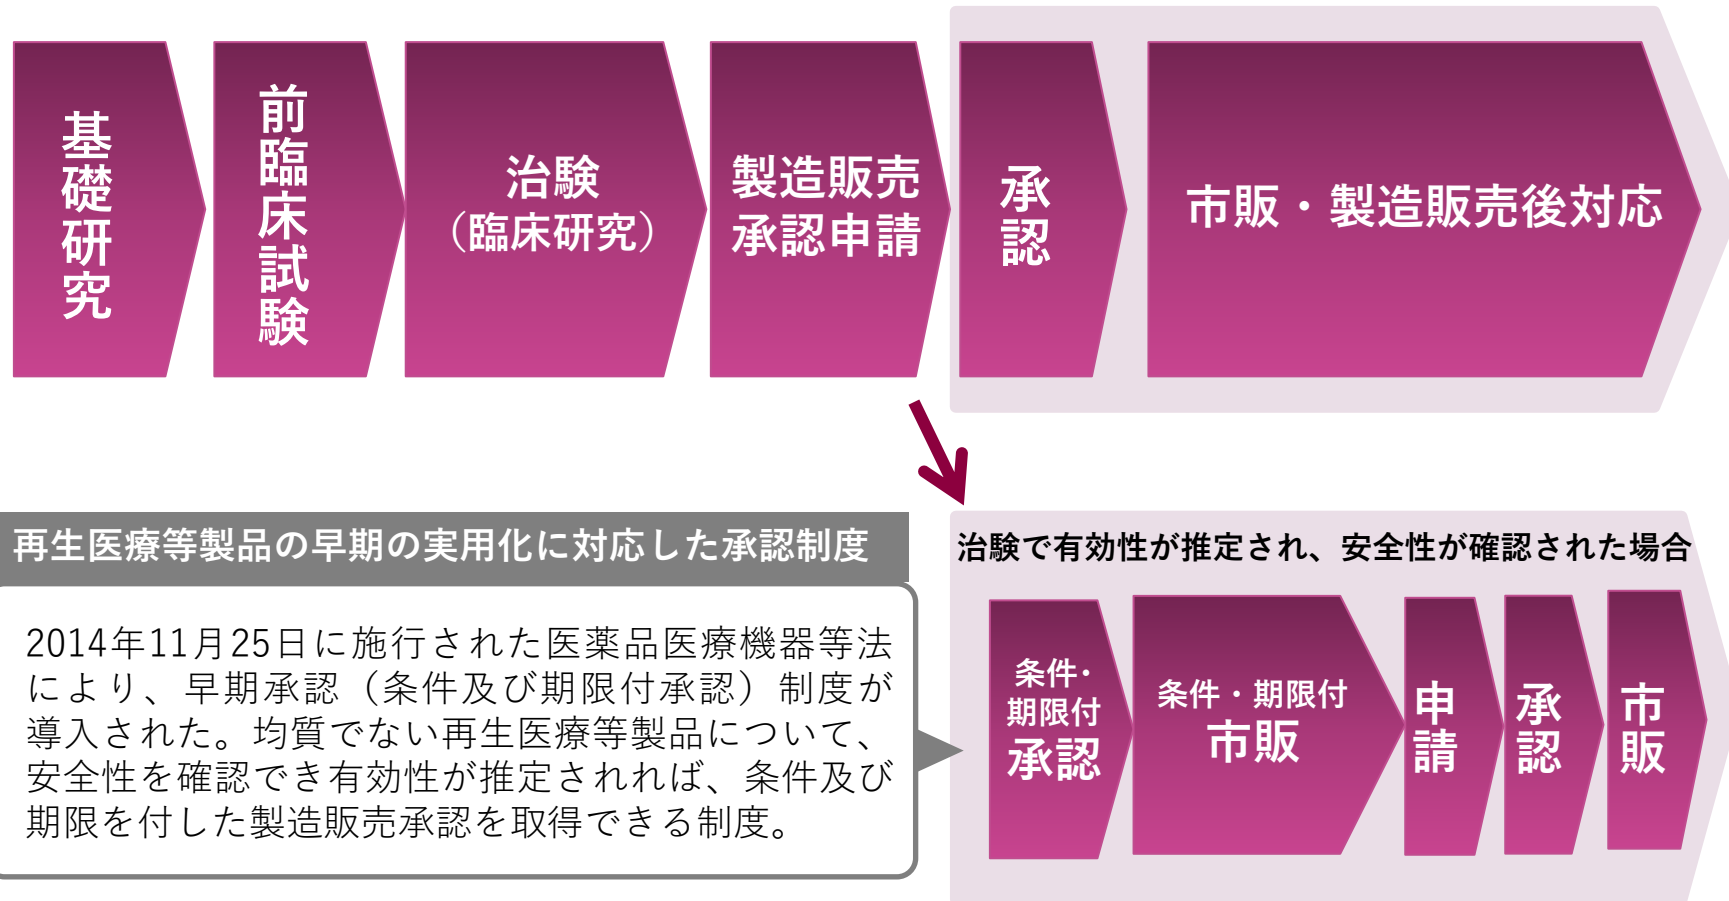 基礎研究
前臨床試験
治験
（臨床研究）
製造販売
承認申請
承認
市販・製造販売後対応
再生医療等製品の早期の実用化に対応した承認制度
2014年11月25日に施行された医薬品医療機器等法
により、早期承認（条件及び期限付承認）制度が
導入された。均質でない再生医療等製品について、
安全性を確認でき有効性が推定されれば、条件及び
期限を付した製造販売承認を取得できる制度。
治験で有効性が推定され、安全性が確認された場合
条件・
期限付
承認
条件・期限付
市販
申請
承認
市販